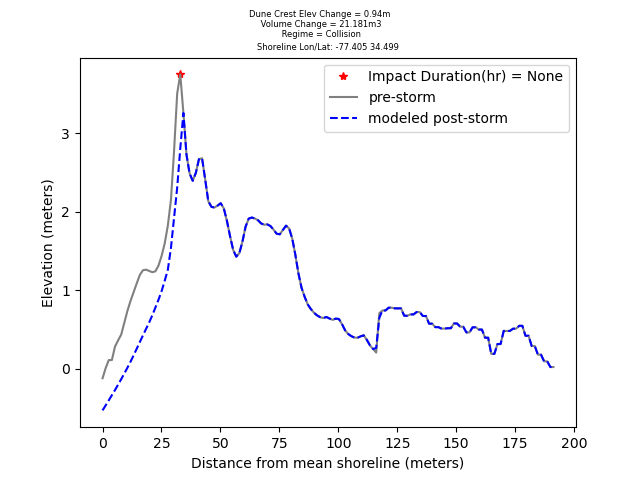 Dune Crest Elev Change = 0.94m
Volume Change = 21.181m3
Regime = Collision
Shoreline Lon/Lat: -77.405 34.499
Impact Duration(hr) = None
pre-storm
modeled post-storm
3
2
1
0
Elevation (meters)
0 25 50 75 100 125 150 175 200
Distance from mean shoreline (meters)